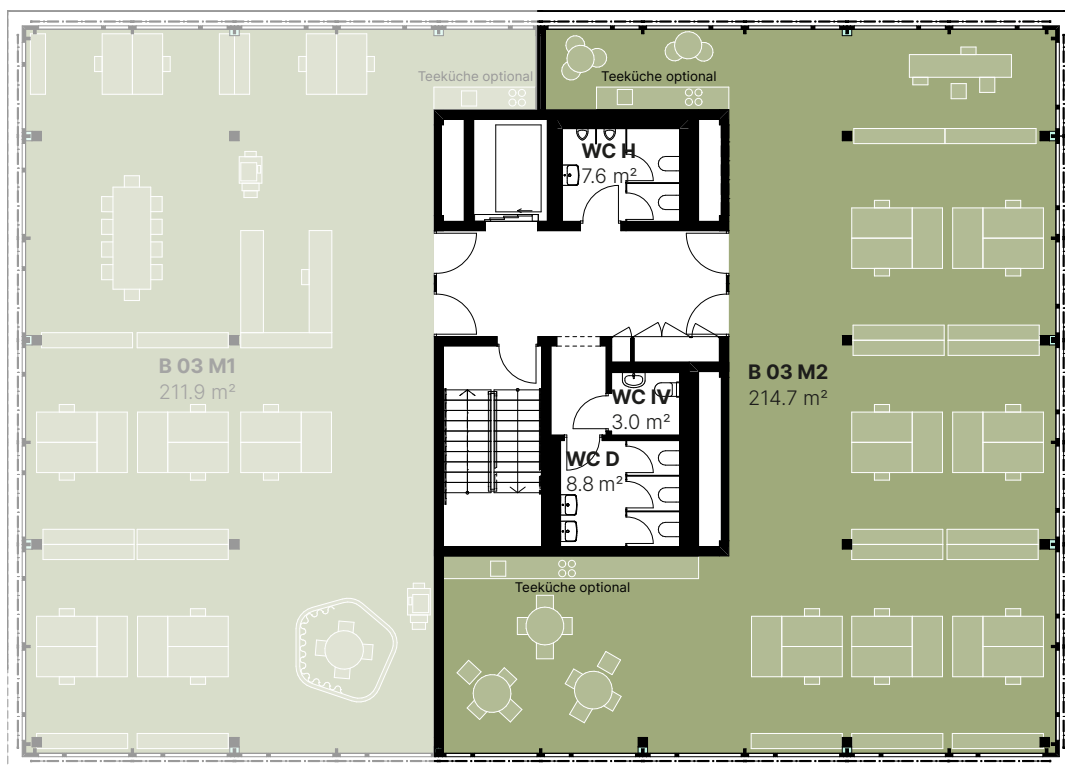 Teeküche optional
Teeküche optional
WC H
7.6 m²
B 03 M1
211.9 m²
B 03 M2
214.7 m²
WC IV
3.0 m²
WC D
8.8 m²
Teeküche optional